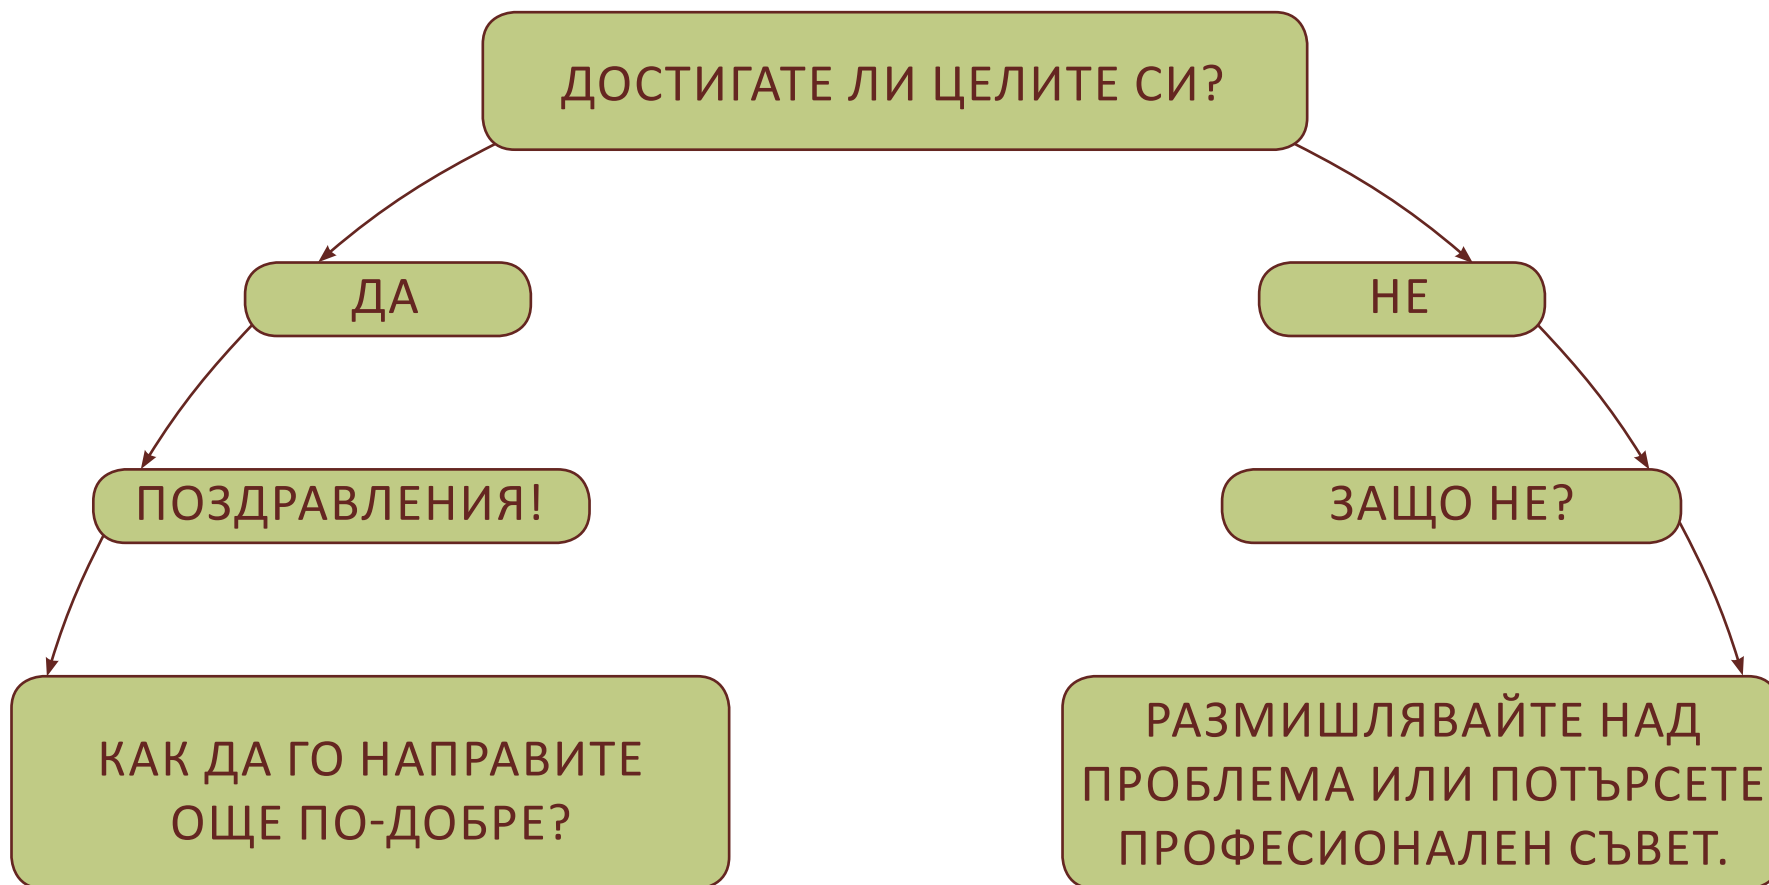 ДОСТИГАТЕ ЛИ ЦЕЛИТЕ СИ?
ДА
НЕ
ПОЗДРАВЛЕНИЯ!
ЗАЩО НЕ?
КАК ДА ГО НАПРАВИТЕ
ОЩЕ ПО-ДОБРЕ?
РАЗМИШЛЯВАЙТЕ НАД
ПРОБЛЕМА ИЛИ ПОТЪРСЕТЕ
ПРОФЕСИОНАЛЕН СЪВЕТ.